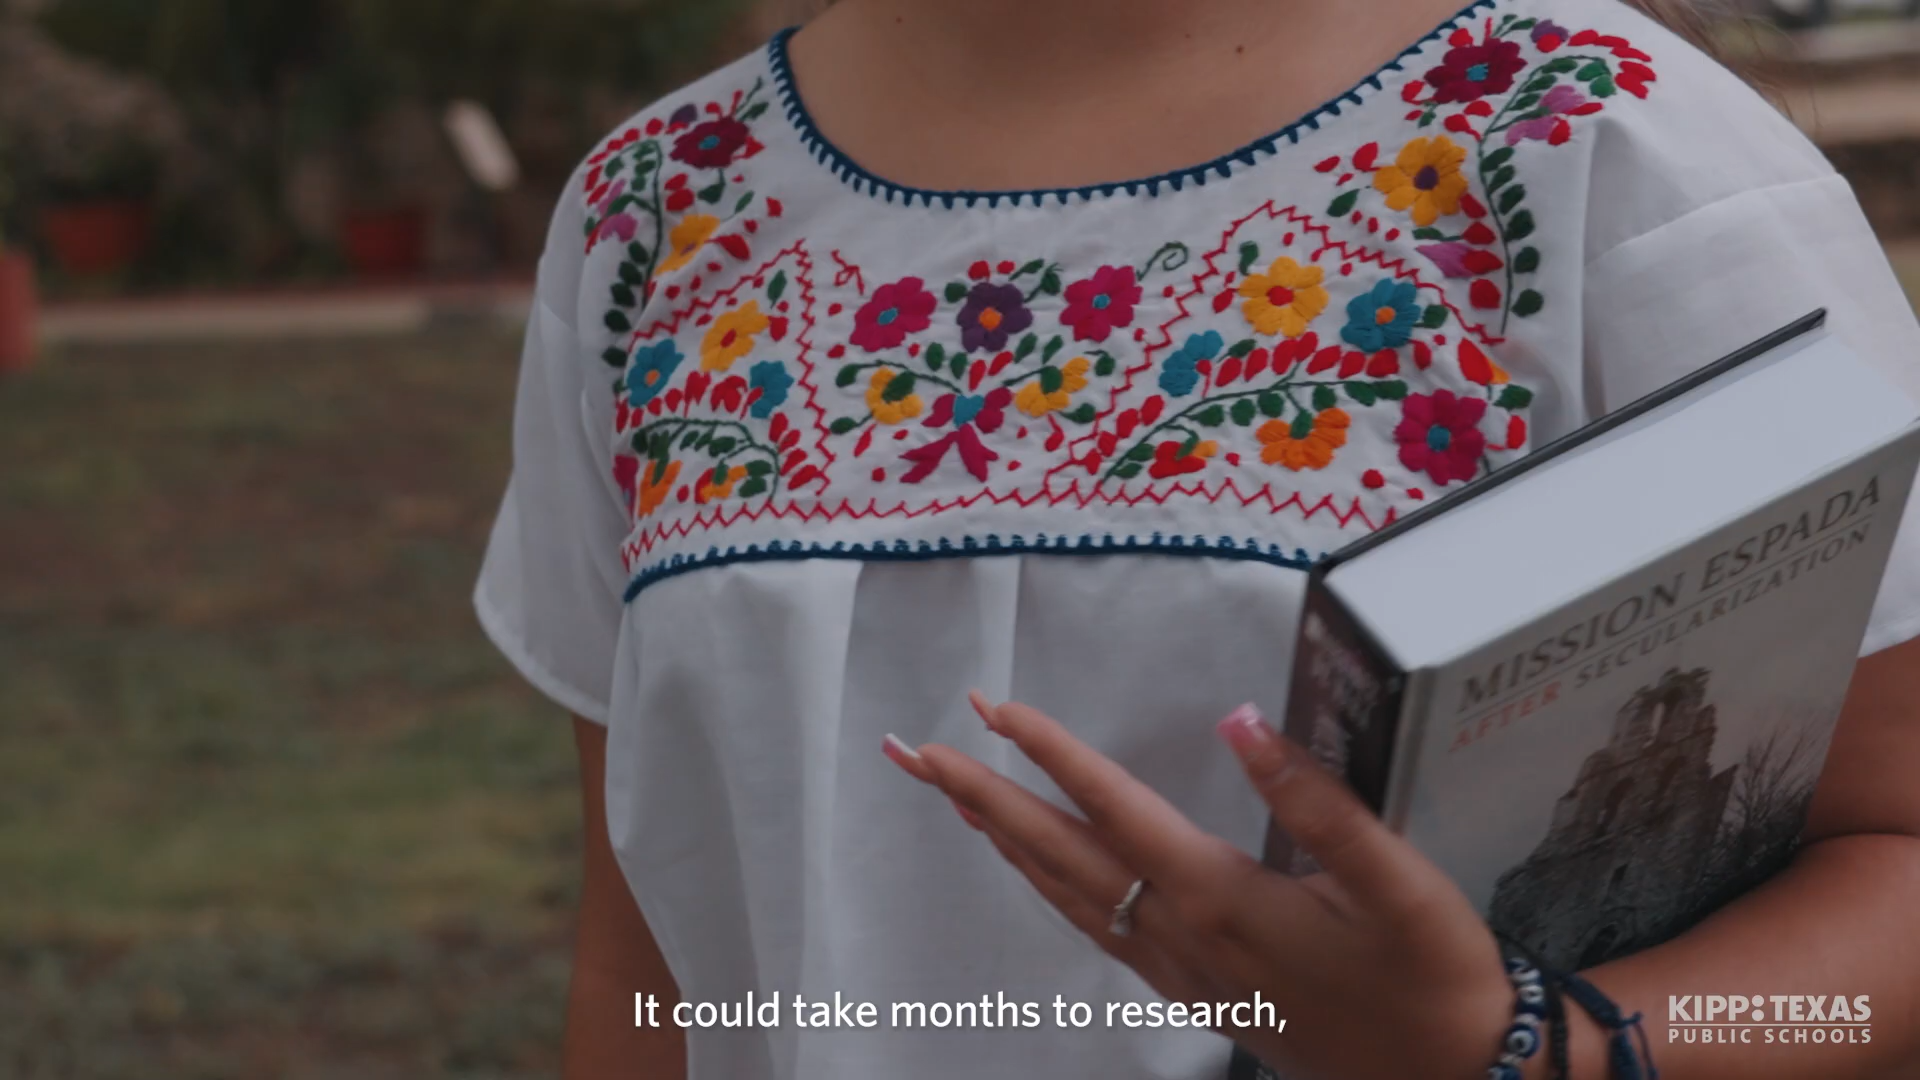 MISSION ESPADA
AFTER SECULARIZATION
It could take months to research,
KIPP:TEXAS
PUBLIC SCHOOLS